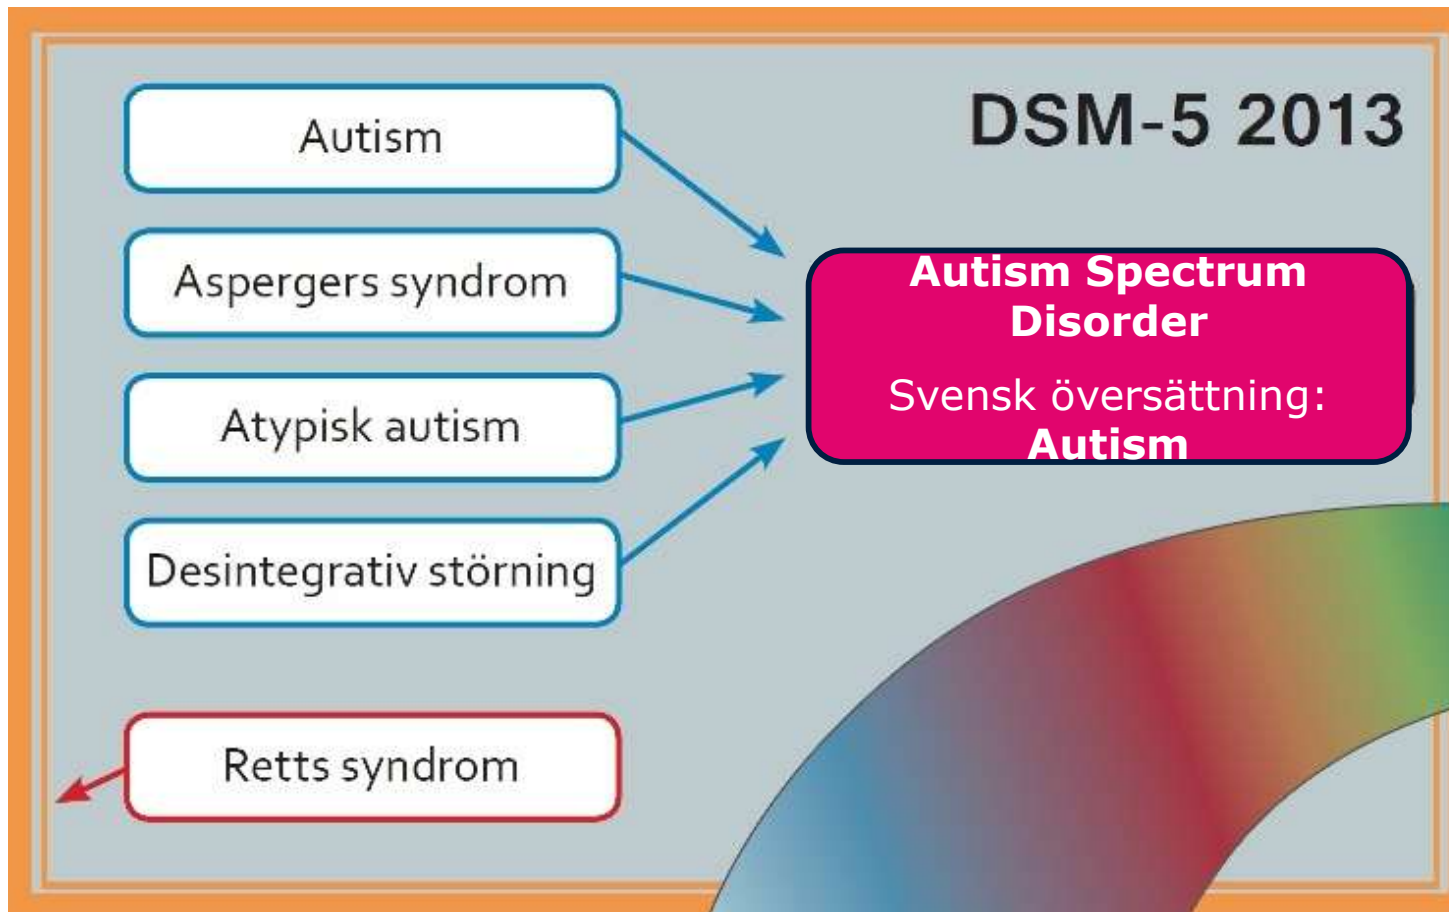 DSM-5 2013
Autism
Aspergers syndrom
Atypisk autism
Desintegrativ störning
Retts syndrom
Autism Spectrum
Disorder
Svensk översättning:
Autism